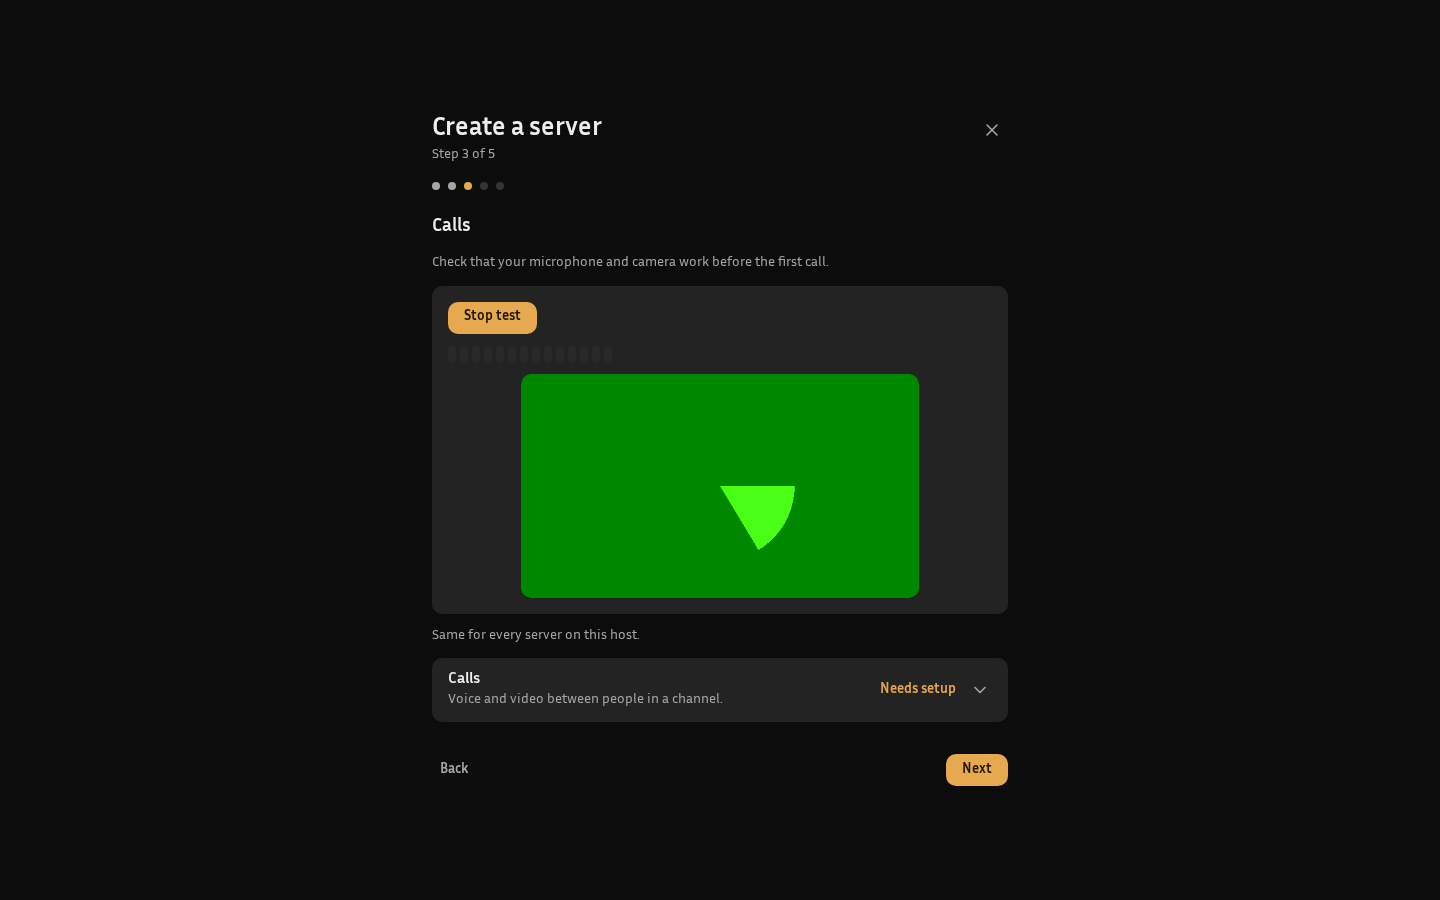 Create a server
Step 3 of 5
Calls
Check that your microphone and camera work before the first call.
Stop test
Same for every server on this host.
Calls
Voice and video between people in a channel.
Needs setup
Back
Next